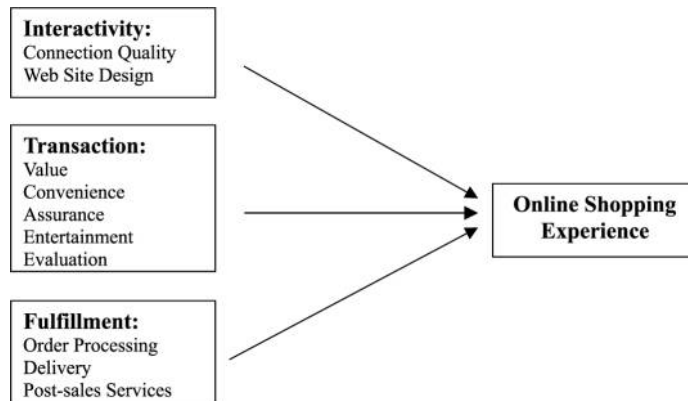 Interactivity:
Connection Quality
Web Site Design
Transaction:
Value
Convenience
Assurance
Entertainment
Evaluation
Fulfillment:
Order Processing
Delivery
Post-sales Services
Online Shopping
Experience